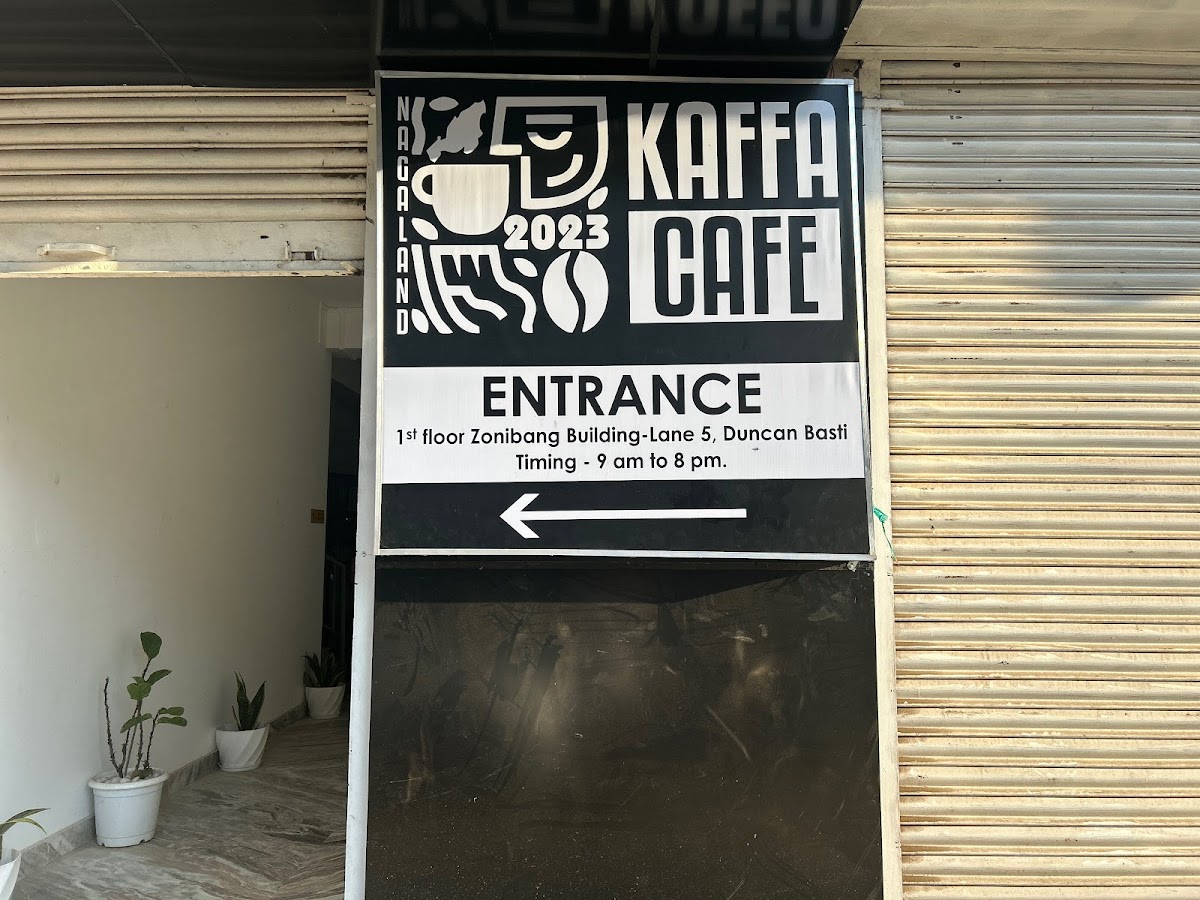 NAGALAND
2023
KAFFA
CAFE
ENTRANCE
1st floor Zonibang Building-Lane 5, Duncan Basti
Timing - 9 am to 8 pm.